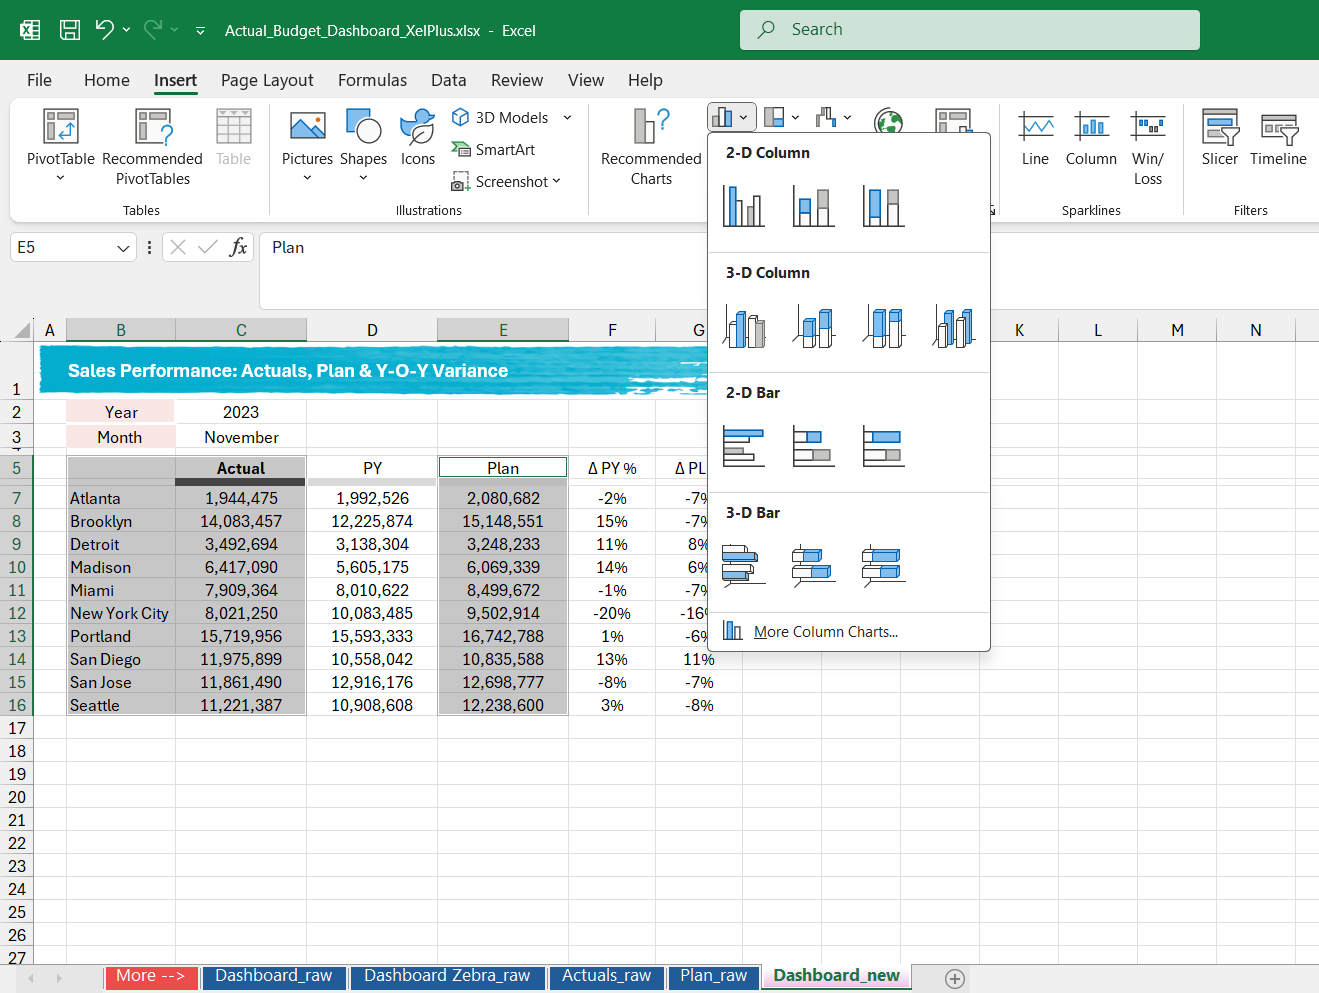 Actual_Budget_Dashboard_XelPlus.xlsx - Excel
Search
File Home Insert Page Layout Formulas Data Review View Help
PivotTable
Recommended PivotTables
Table
Tables
Pictures
Shapes
Icons
3D Models
SmartArt
Screenshot
Illustrations
Recommended Charts
Line
Column
Win/ Loss
Sparklines
Slicer
Timeline
Filters
2-D Column
3-D Column
2-D Bar
3-D Bar
More Column Charts...
E5
fx
Plan
A B C D E F G K L M N
1 Sales Performance: Actuals, Plan & Y-O-Y Variance
2 Year 2023
3 Month November
5 Actual PY Plan Δ PY % Δ PL
7 Atlanta 1,944,475 1,992,526 2,080,682 -2% -7%
8 Brooklyn 14,083,457 12,225,874 15,148,551 15% -7%
9 Detroit 3,492,694 3,138,304 3,248,233 11% 8%
10 Madison 6,417,090 5,605,175 6,069,339 14% 6%
11 Miami 7,909,364 8,010,622 8,499,672 -1% -7%
12 New York City 8,021,250 10,083,485 9,502,914 -20% -16%
13 Portland 15,719,956 15,593,333 16,742,788 1% -6%
14 San Diego 11,975,899 10,558,042 10,835,588 13% 11%
15 San Jose 11,861,490 12,916,176 12,698,777 -8% -7%
16 Seattle 11,221,387 10,908,608 12,238,600 3% -8%
17
18
19
20
21
22
23
24
25
26
27
More --> Dashboard_raw Dashboard Zebra_raw Actuals_raw Plan_raw Dashboard_new